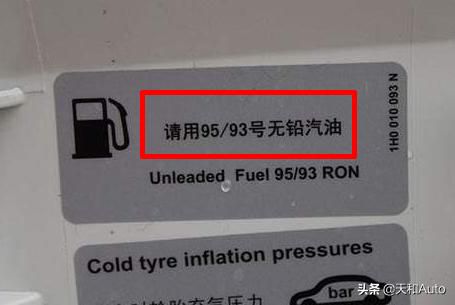 请用95/93号无铅汽油
Unleaded Fuel 95/93 RON
1H0 010 093 N
Cold tyre inflation pressures
bar
头条 @天和Auto